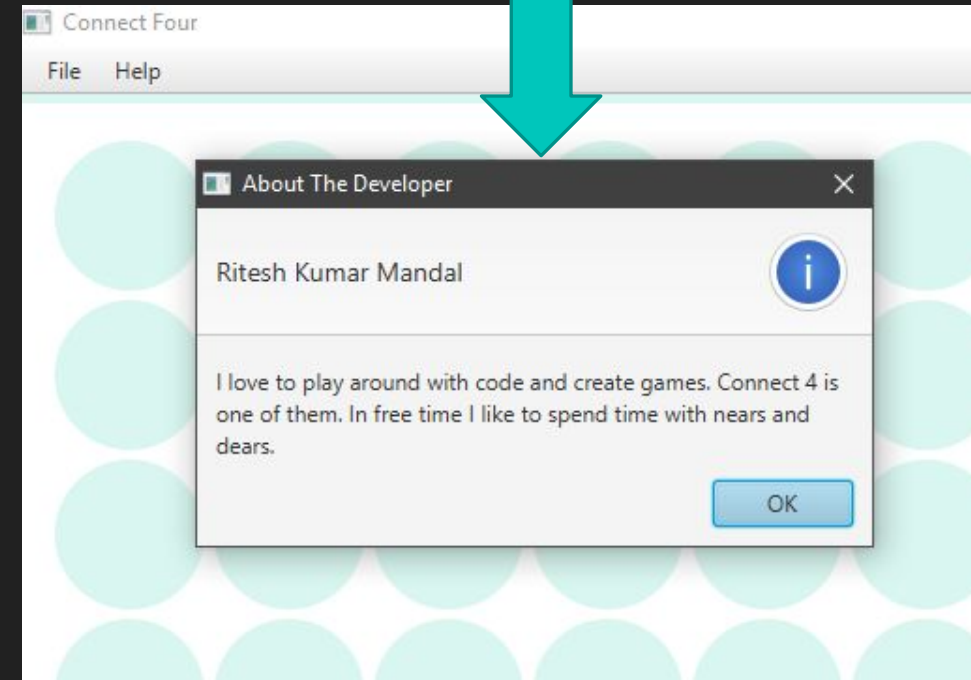 Connect Four
File Help
About The Developer
Ritesh Kumar Mandal
i
I love to play around with code and create games. Connect 4 is
one of them. In free time I like to spend time with nears and
dears.
OK